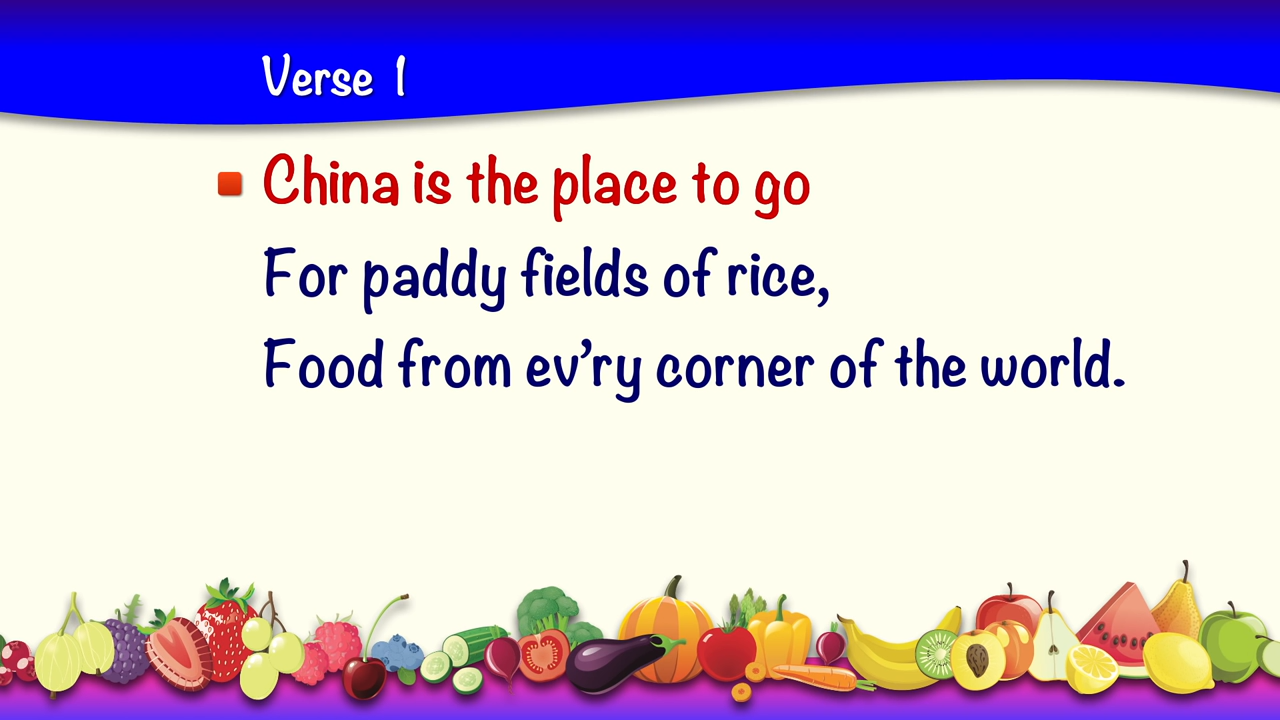 Verse 1
China is the place to go
For paddy fields of rice,
Food from ev’ry corner of the world.